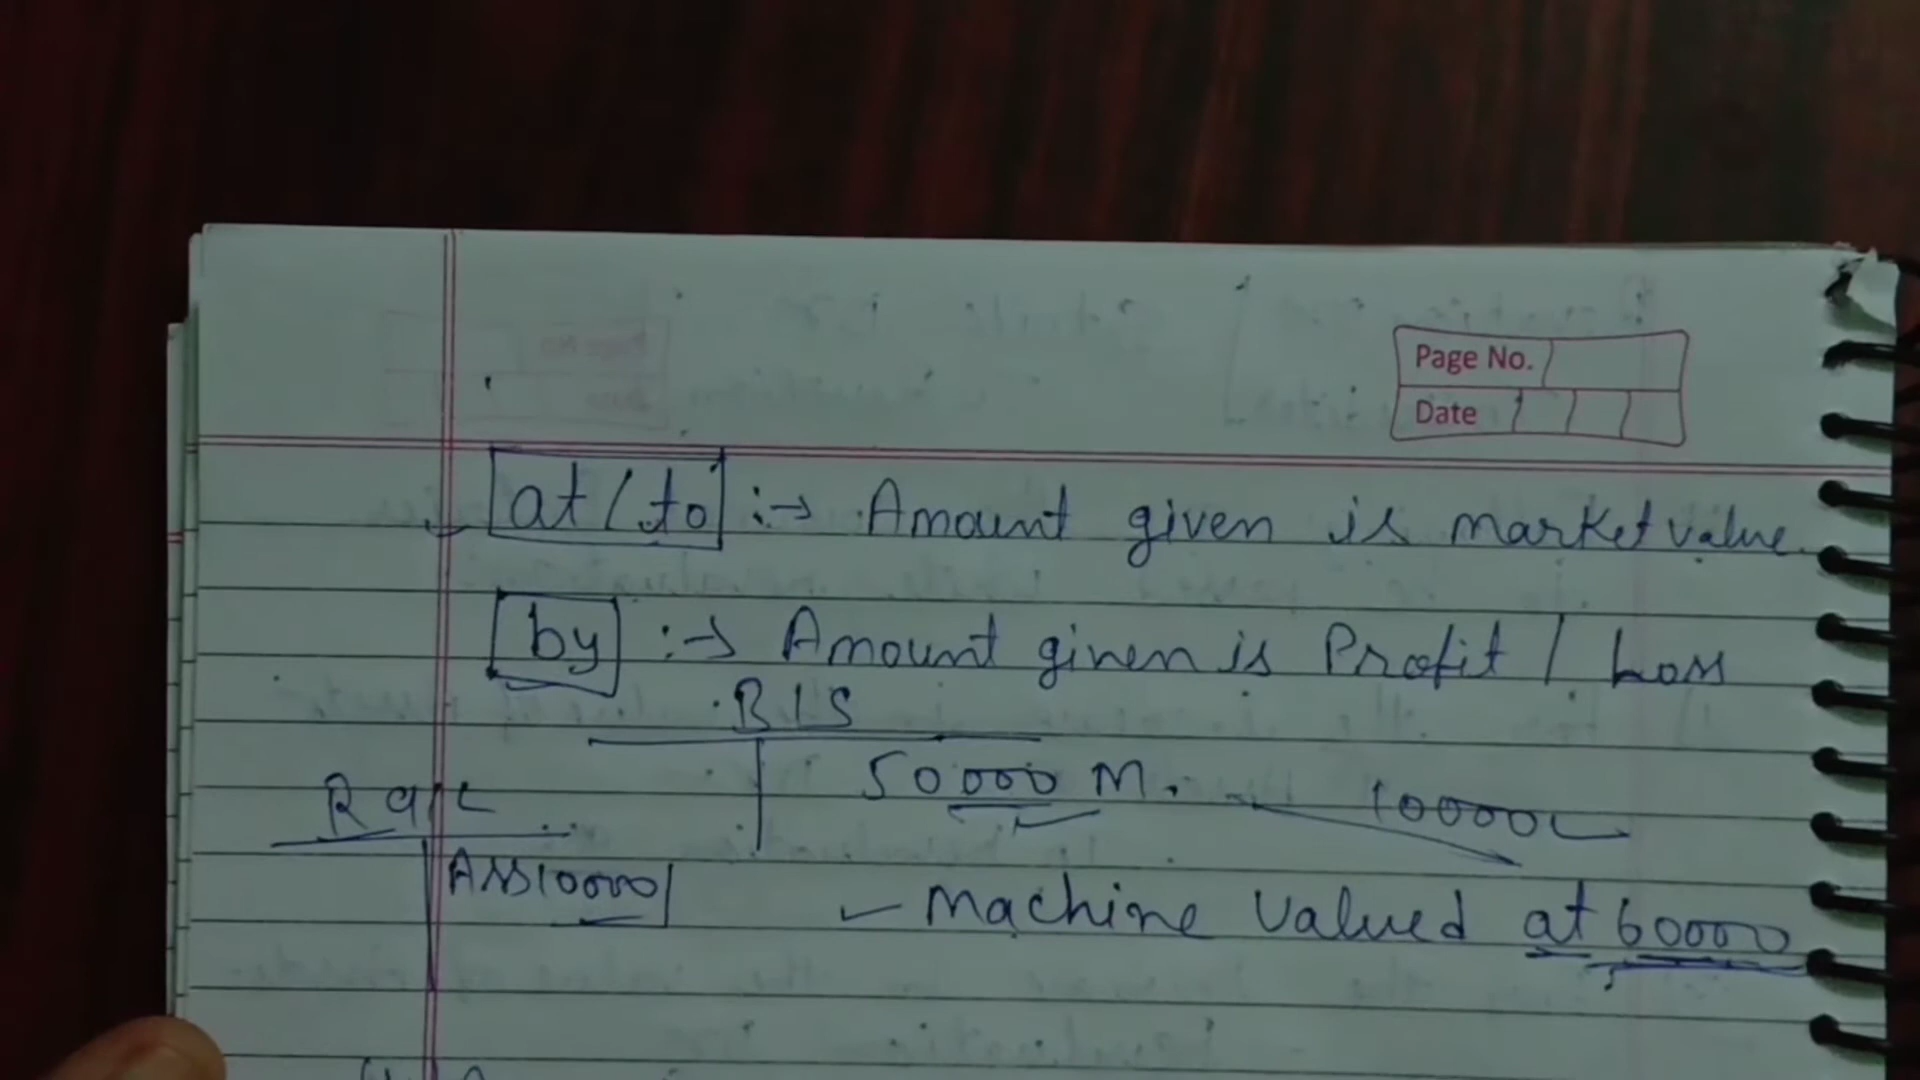 Page No.
Date
at/to :→ Amount given is market value.
by :→ Amount given is Profit / Loss
B/S
50000 M. 10000
R a/c
Ass 10000
Machine Valued at 60000